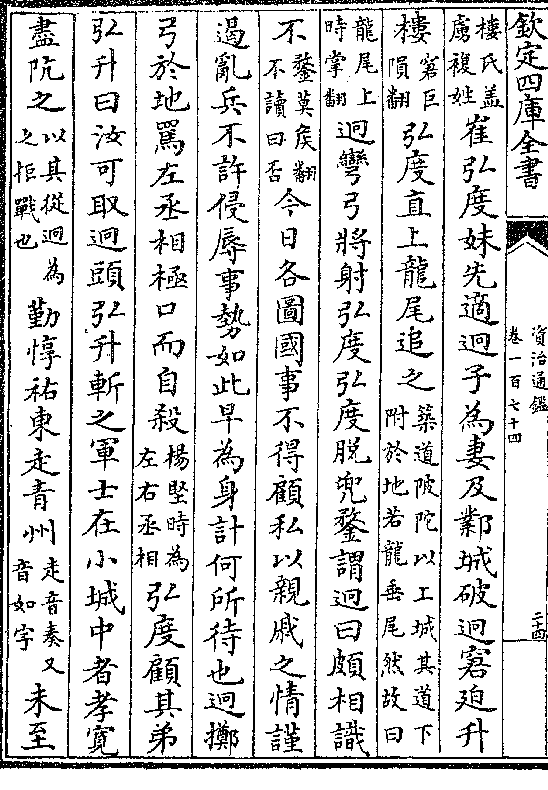 欽定四庫全書
資治通鑑
卷一百七十四
二十四
樓氏盖
虜複姓
崔弘度妹先適迥子為妻及鄴城破迥窘廹升
樓
窘巨
隕翻
弘度直上龍尾追之
築道陂陀以上城其道下
附於地若龍垂尾然故曰
龍尾上
時掌翻
迥彎弓將射弘度弘度脱兜鍪謂迥曰頗相識
不
鍪莫矦翻
不讀曰否
今日各圖國事不得顧私以親戚之情謹
遏亂兵不許侵辱事勢如此早為身計何所待也迥擲
弓於地罵左丞相極口而自殺
楊堅時為
左右丞相
弘度顧其弟
弘升曰汝可取迥頭弘升斬之軍士在小城中者孝寛
盡阬之
以其從迥為
之拒戰也
勤惇祐東走青州
走音奏又
音如字
未至